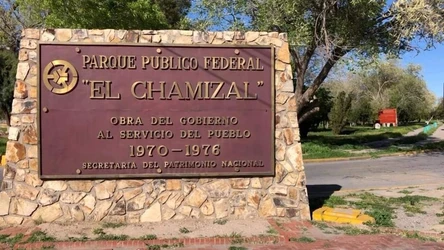 PARQUE PUBLICO FEDERAL
"EL CHAMIZAL"
OBRA DEL GOBIERNO
AL SERVICIO DEL PUEBLO
1970-1976
SECRETARIA DEL PATRIMONIO NACIONAL